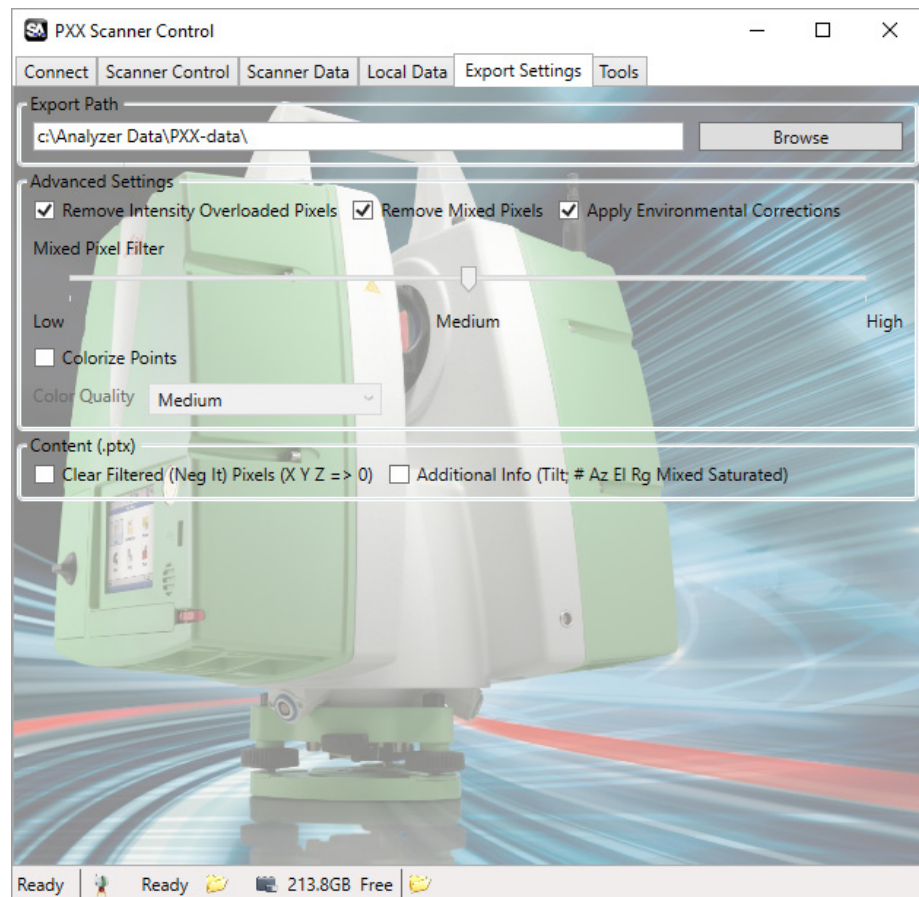 SA PXX Scanner Control
Connect Scanner Control Scanner Data Local Data Export Settings Tools
Export Path
c:\Analyzer Data\PXX-data\ Browse
Advanced Settings
Remove Intensity Overloaded Pixels Remove Mixed Pixels Apply Environmental Corrections
Mixed Pixel Filter
Low Medium High
Colorize Points
Color Quality Medium
Content (.ptx)
Clear Filtered (Neg It) Pixels (X Y Z => 0) Additional Info (Tilt; # Az El Rg Mixed Saturated)
Ready Ready 213.8GB Free